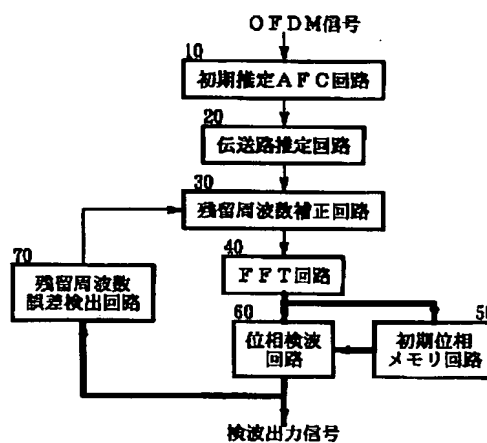 OFDM信号
10
初期推定AFC回路
20
伝送路推定回路
30
残留周波数補正回路
40
FFT回路
70
残留周波数
誤差検出回路
60
位相検波
回路
50
初期位相
メモリ回路
検波出力信号